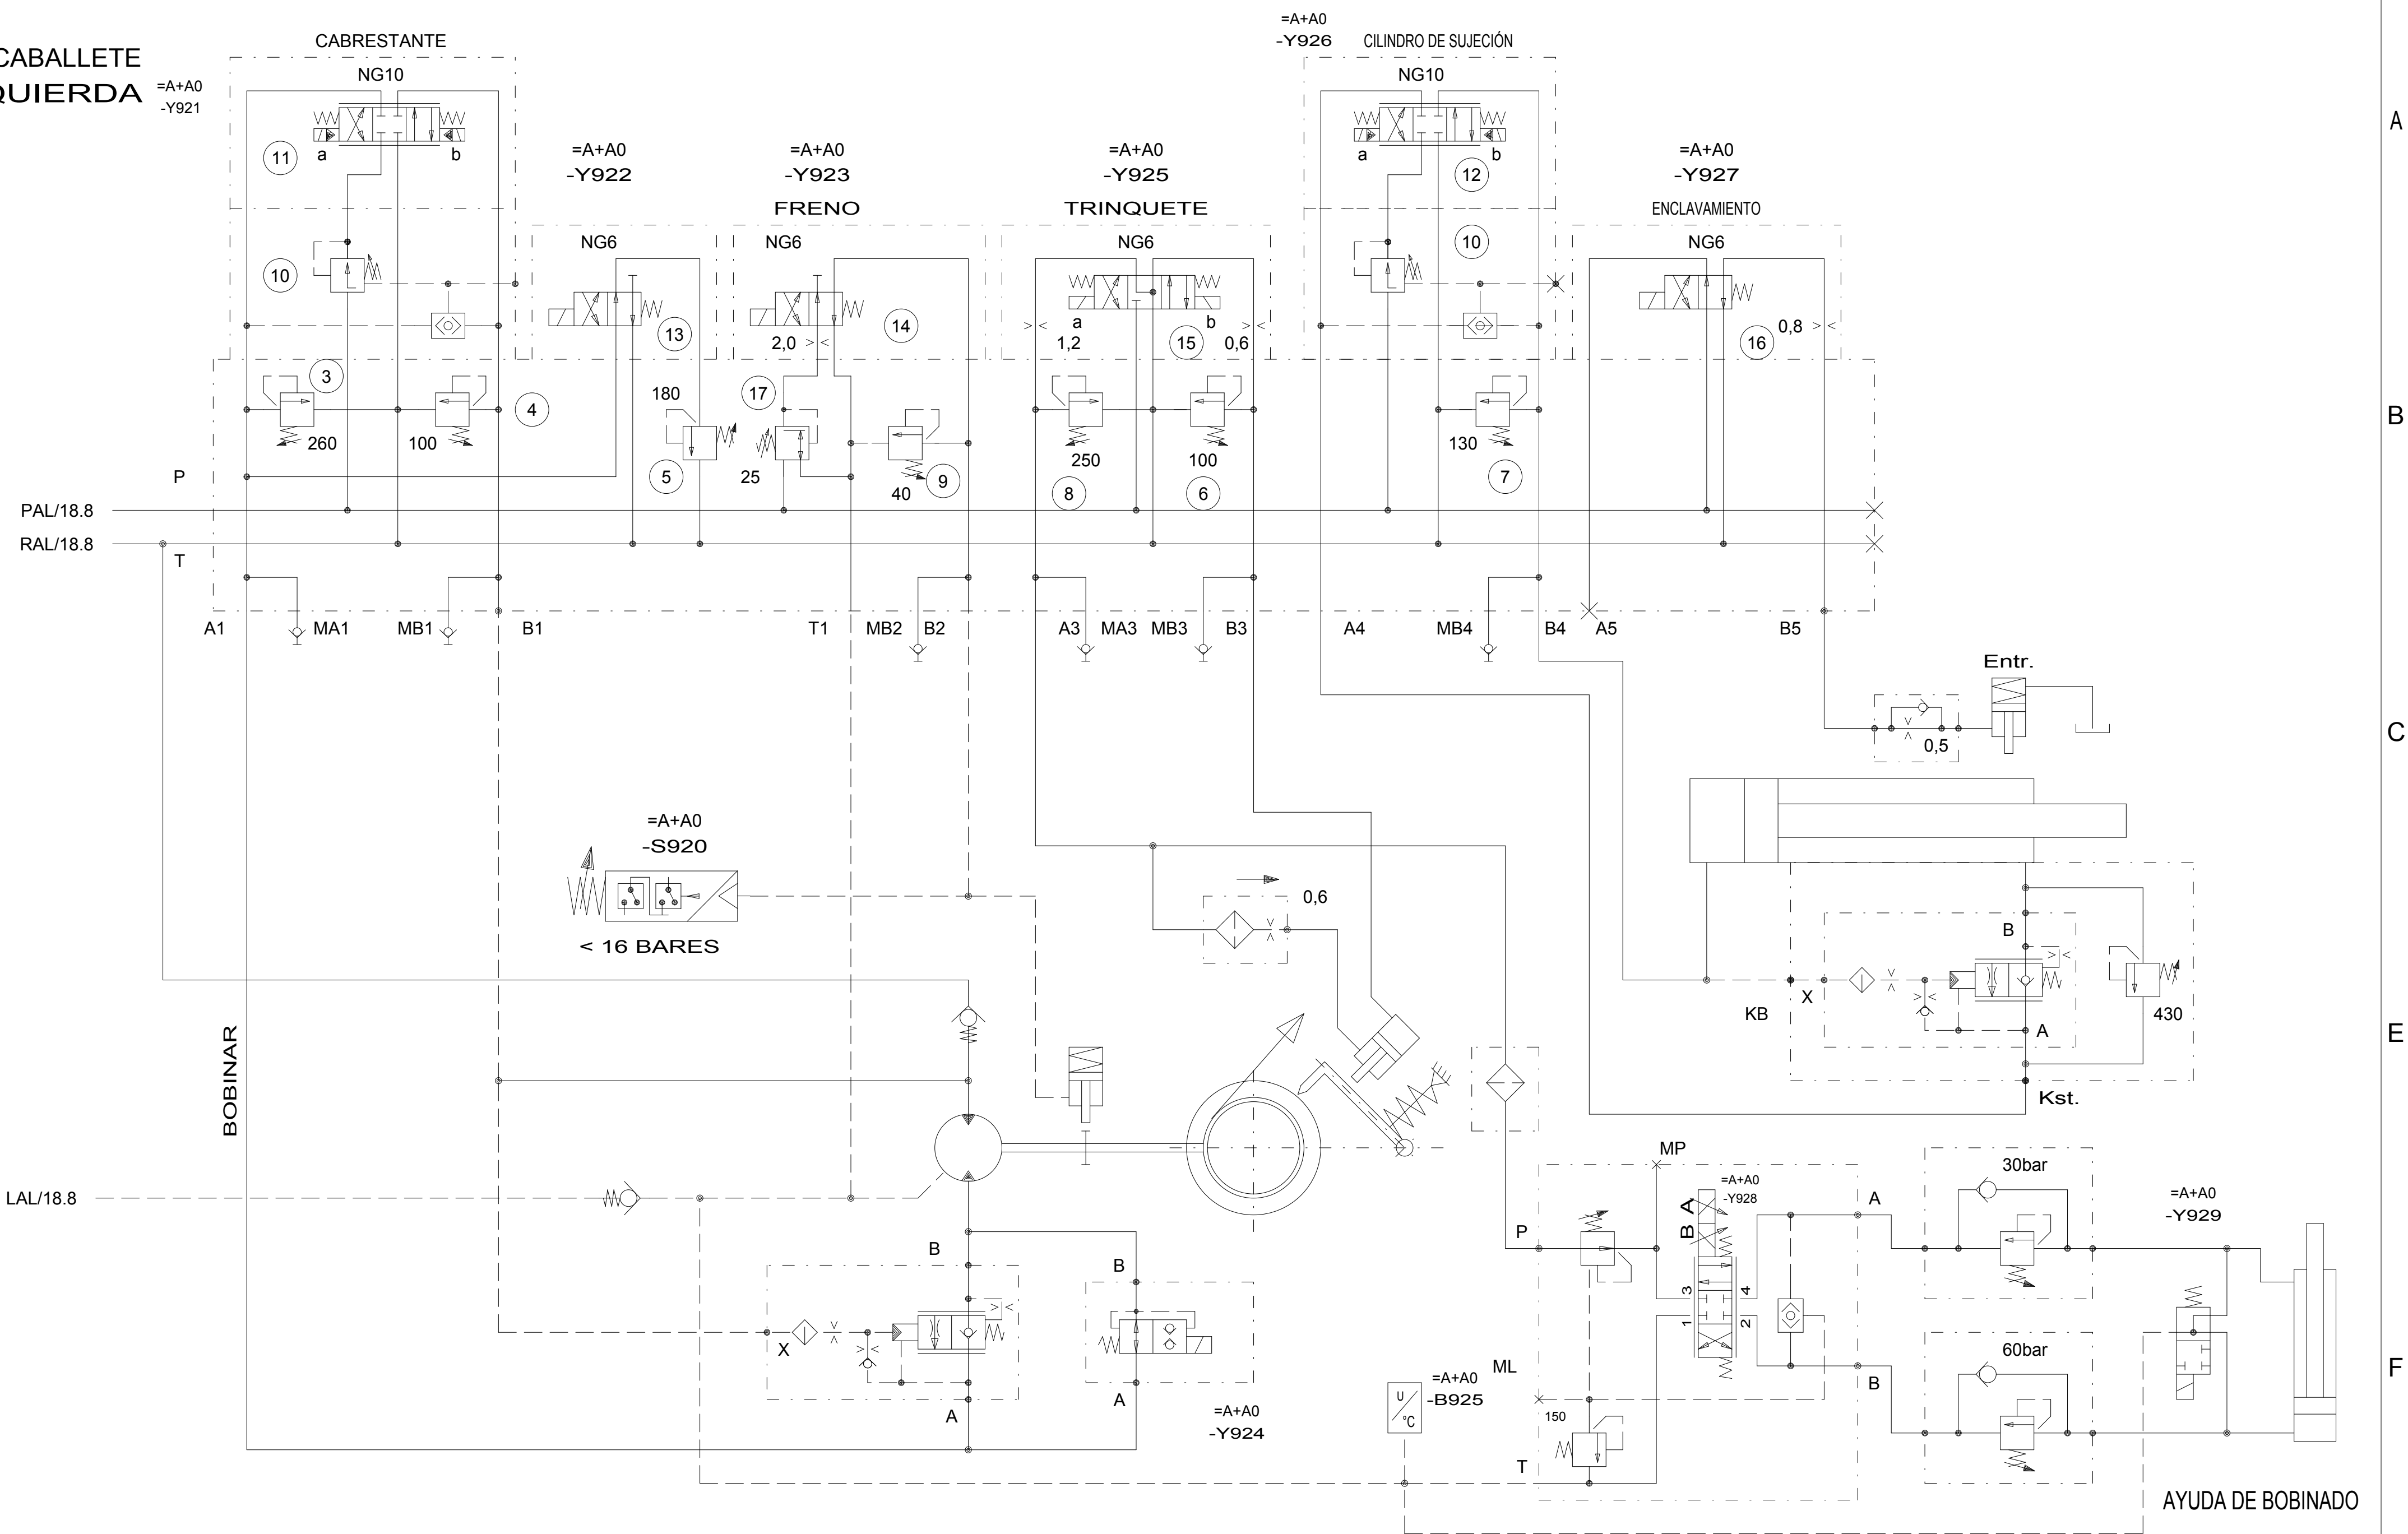 CABALLETE
QUIERDA
=A+A0
-Y921
CABRESTANTE
NG10
11
a
b
10
=A+A0
-Y922
NG6
13
=A+A0
-Y923
FRENO
NG6
14
2,0
=A+A0
-Y925
TRINQUETE
NG6
a
b
1,2
15
0,6
=A+A0
-Y926
CILINDRO DE SUJECIÓN
NG10
a
b
12
10
=A+A0
-Y927
ENCLAVAMIENTO
NG6
16
0,8
A
B
C
E
F
3
260
100
4
180
5
17
25
40
9
250
8
100
6
130
7
P
PAL/18.8
RAL/18.8
T
A1
MA1
MB1
B1
T1
MB2
B2
A3
MA3
MB3
B3
A4
MB4
B4
A5
B5
Entr.
0,5
=A+A0
-S920
< 16 BARES
0,6
B
X
KB
A
430
Kst.
BOBINAR
LAL/18.8
B
X
A
B
A
=A+A0
-Y924
MP
=A+A0
-Y928
B A
P
3
4
1
2
A
B
ML
150
T
U
°C
=A+A0
-B925
30bar
60bar
=A+A0
-Y929
AYUDA DE BOBINADO